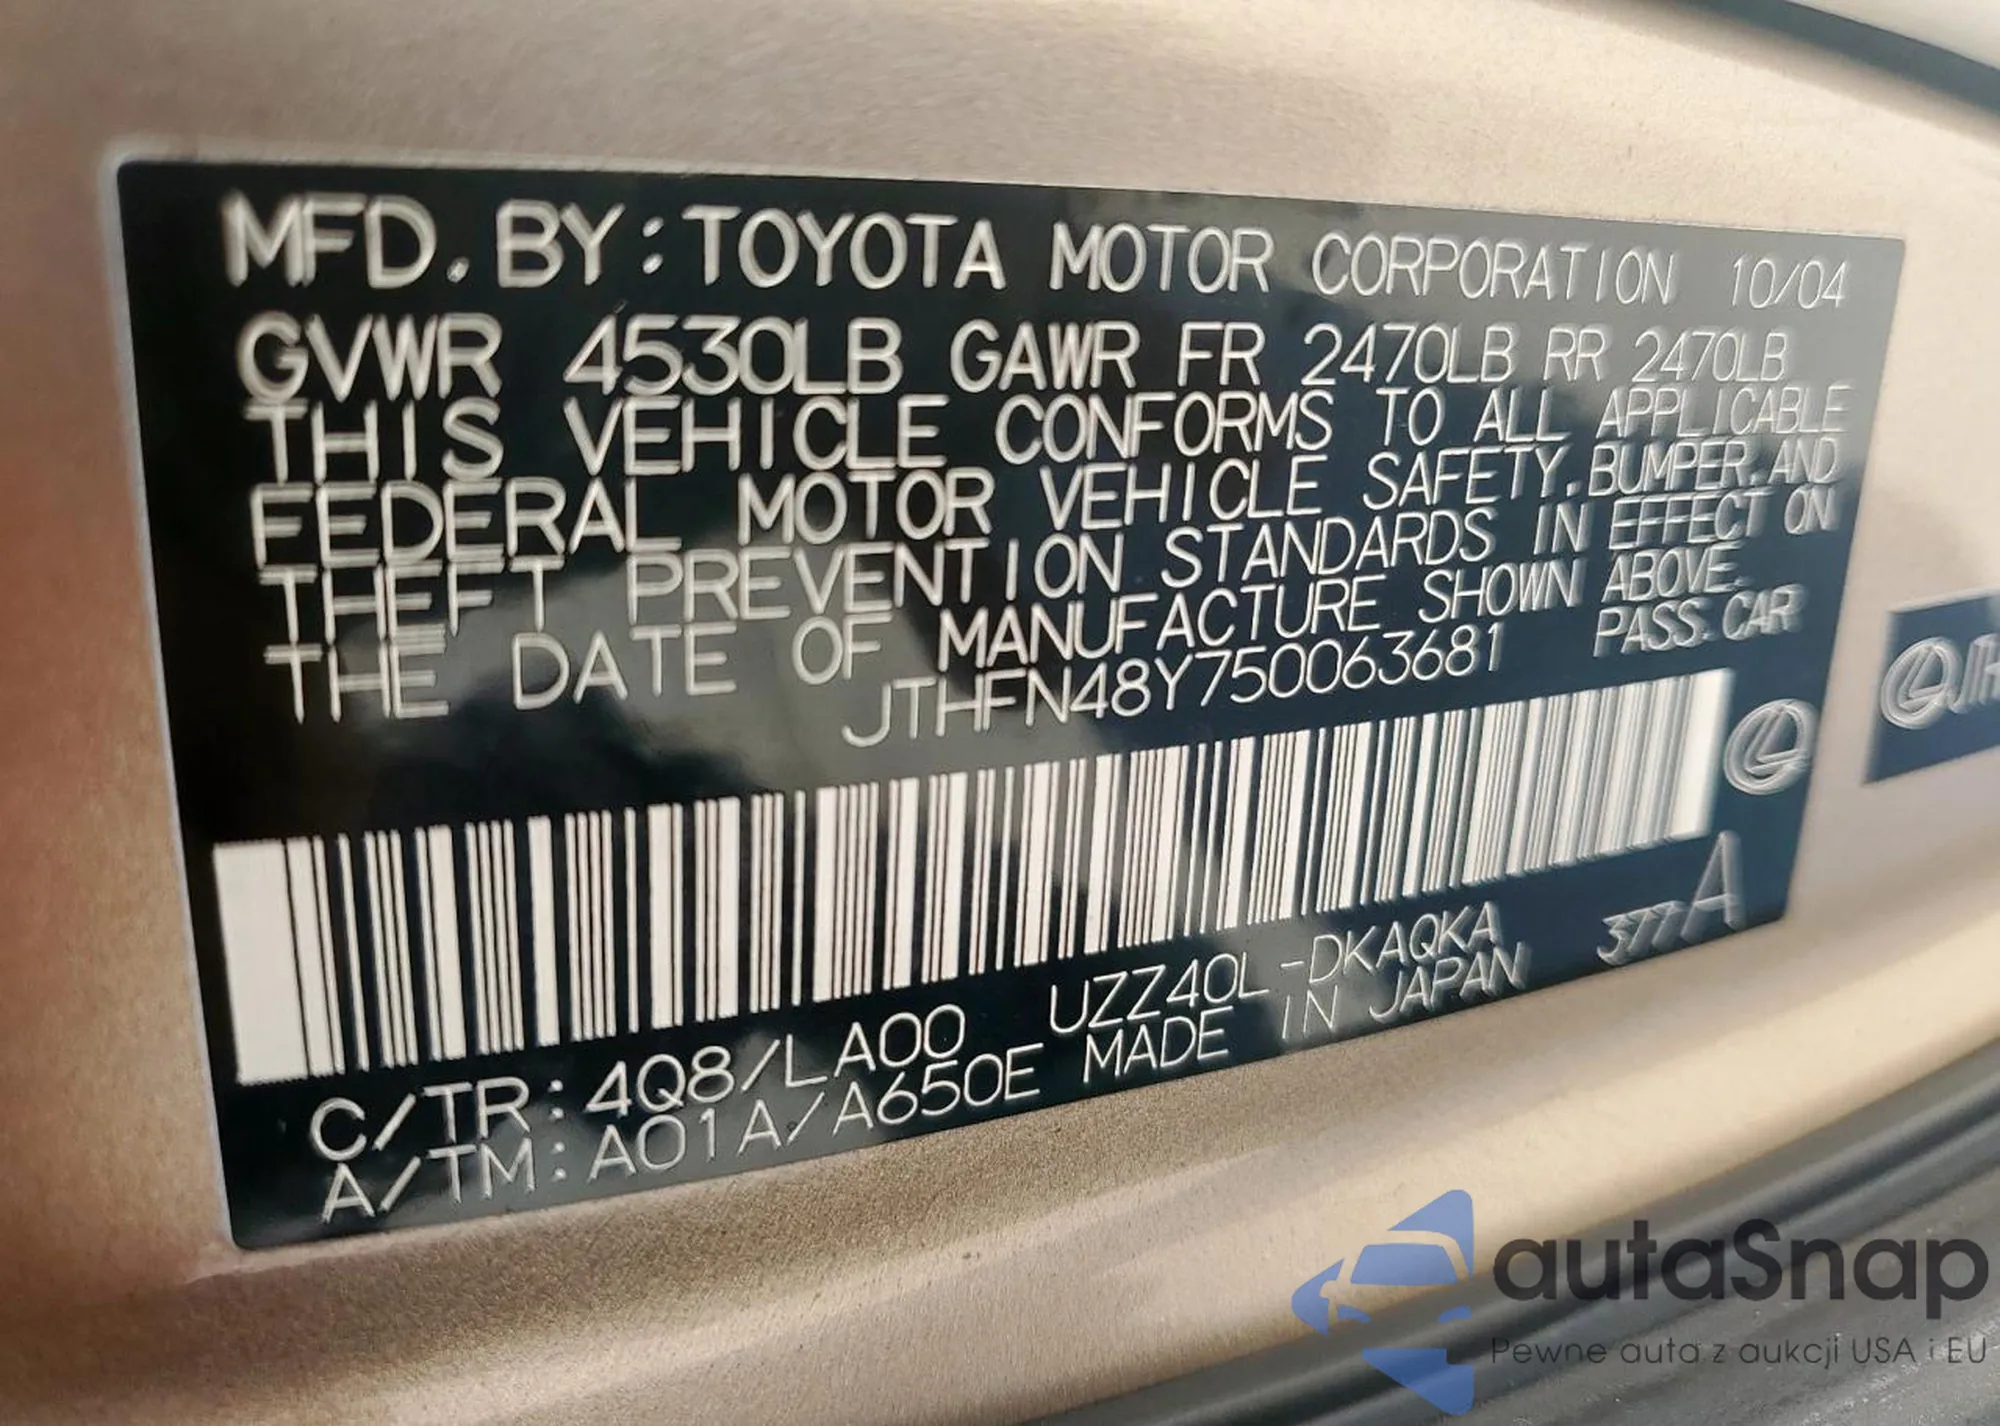 MFD. BY: TOYOTA MOTOR CORPORATION 10/04
GVWR 4530LB GAWR FR 2470LB RR 2470LB
THIS VEHICLE CONFORMS TO ALL APPLICABLE
FEDERAL MOTOR VEHICLE SAFETY, BUMPER, AND
THEFT PREVENTION STANDARDS IN EFFECT ON
THE DATE OF MANUFACTURE SHOWN ABOVE.
JTHFN48Y750063681 PASS. CAR
C/TR: 4Q8/LA00 UZZ40L-DKAQKA
A/TM: A01A/A650E MADE IN JAPAN 377-A
JTH
autaSnap
Pewne auta z aukcji USA i EU